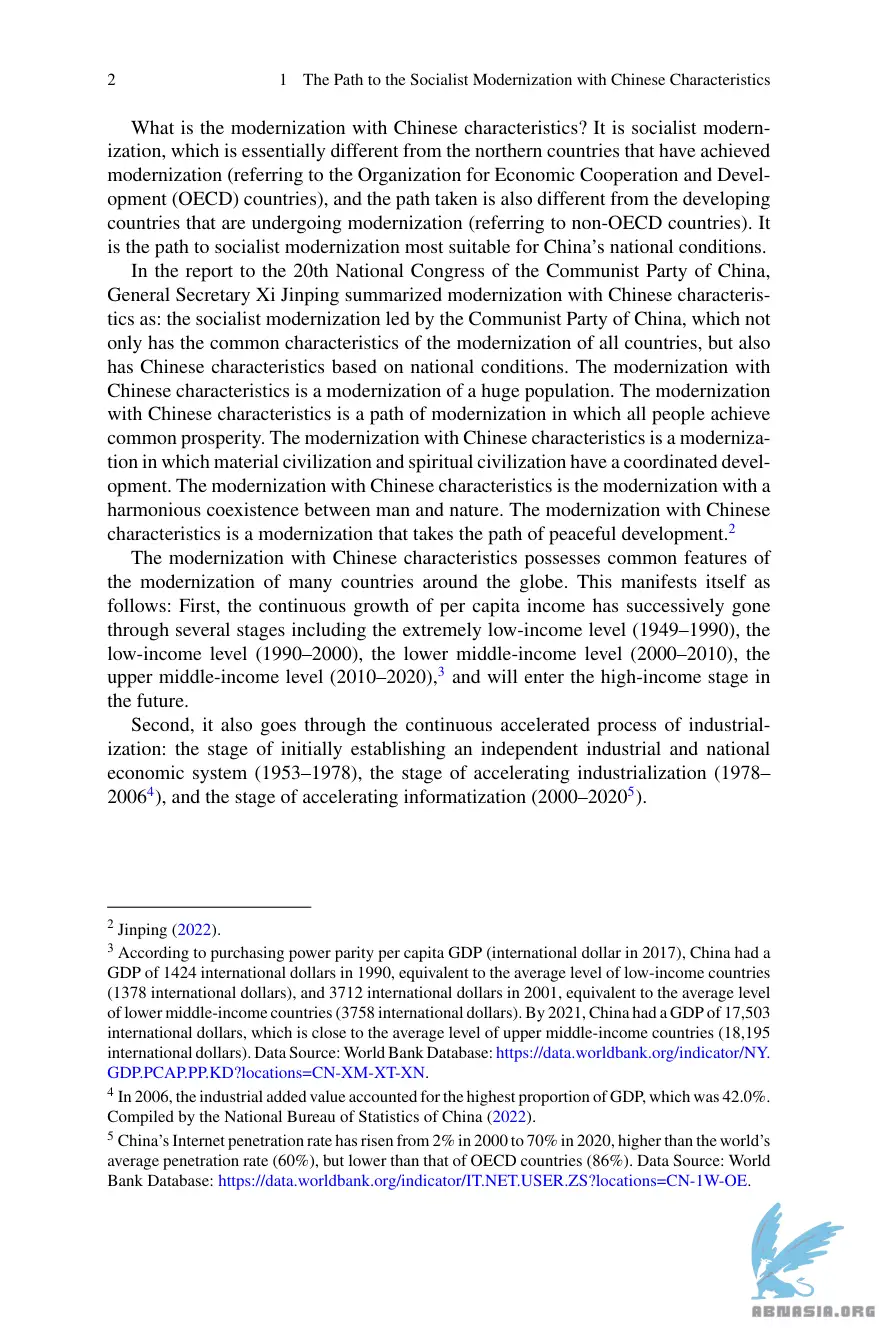 2 1 The Path to the Socialist Modernization with Chinese Characteristics
What is the modernization with Chinese characteristics? It is socialist modern-
ization, which is essentially different from the northern countries that have achieved
modernization (referring to the Organization for Economic Cooperation and Devel-
opment (OECD) countries), and the path taken is also different from the developing
countries that are undergoing modernization (referring to non-OECD countries). It
is the path to socialist modernization most suitable for China's national conditions.
In the report to the 20th National Congress of the Communist Party of China,
General Secretary Xi Jinping summarized modernization with Chinese characteris-
tics as: the socialist modernization led by the Communist Party of China, which not
only has the common characteristics of the modernization of all countries, but also
has Chinese characteristics based on national conditions. The modernization with
Chinese characteristics is a modernization of a huge population. The modernization
with Chinese characteristics is a path of modernization in which all people achieve
common prosperity. The modernization with Chinese characteristics is a moderniza-
tion in which material civilization and spiritual civilization have a coordinated devel-
opment. The modernization with Chinese characteristics is the modernization with a
harmonious coexistence between man and nature. The modernization with Chinese
characteristics is a modernization that takes the path of peaceful development.2
The modernization with Chinese characteristics possesses common features of
the modernization of many countries around the globe. This manifests itself as
follows: First, the continuous growth of per capita income has successively gone
through several stages including the extremely low-income level (1949–1990), the
low-income level (1990–2000), the lower middle-income level (2000–2010), the
upper middle-income level (2010–2020),3 and will enter the high-income stage in
the future.
Second, it also goes through the continuous accelerated process of industrial-
ization: the stage of initially establishing an independent industrial and national
economic system (1953–1978), the stage of accelerating industrialization (1978–
20064), and the stage of accelerating informatization (2000–20205).
2 Jinping (2022).
3 According to purchasing power parity per capita GDP (international dollar in 2017), China had a
GDP of 1424 international dollars in 1990, equivalent to the average level of low-income countries
(1378 international dollars), and 3712 international dollars in 2001, equivalent to the average level
of lower middle-income countries (3758 international dollars). By 2021, China had a GDP of 17,503
international dollars, which is close to the average level of upper middle-income countries (18,195
international dollars). Data Source: World Bank Database: https://data.worldbank.org/indicator/NY.
GDP.PCAP.PP.KD?locations=CN-XM-XT-XN.
4 In 2006, the industrial added value accounted for the highest proportion of GDP, which was 42.0%.
Compiled by the National Bureau of Statistics of China (2022).
5 China's Internet penetration rate has risen from 2% in 2000 to 70% in 2020, higher than the world's
average penetration rate (60%), but lower than that of OECD countries (86%). Data Source: World
Bank Database: https://data.worldbank.org/indicator/IT.NET.USER.ZS?locations=CN-1W-OE.
ABNASIA.ORG